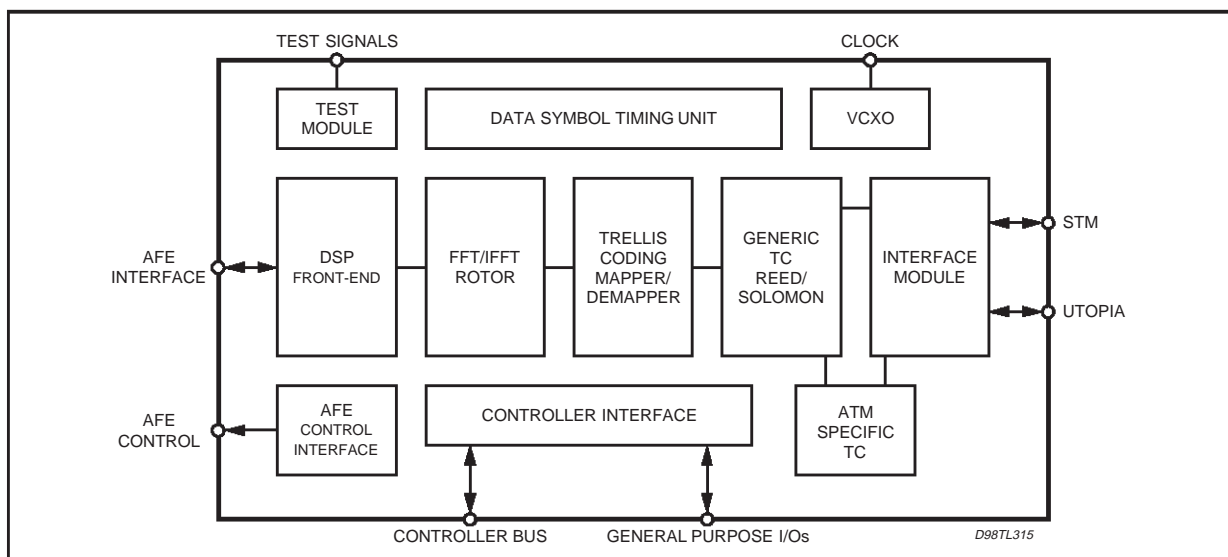 TEST SIGNALS
CLOCK
TEST
MODULE
DATA SYMBOL TIMING UNIT
VCXO
AFE
INTERFACE
DSP
FRONT-END
FFT/IFFT
ROTOR
TRELLIS
CODING
MAPPER/
DEMAPPER
GENERIC
TC
REED/
SOLOMON
INTERFACE
MODULE
STM
UTOPIA
AFE
CONTROL
AFE
CONTROL
INTERFACE
CONTROLLER INTERFACE
ATM
SPECIFIC
TC
CONTROLLER BUS
GENERAL PURPOSE I/Os
D98TL315